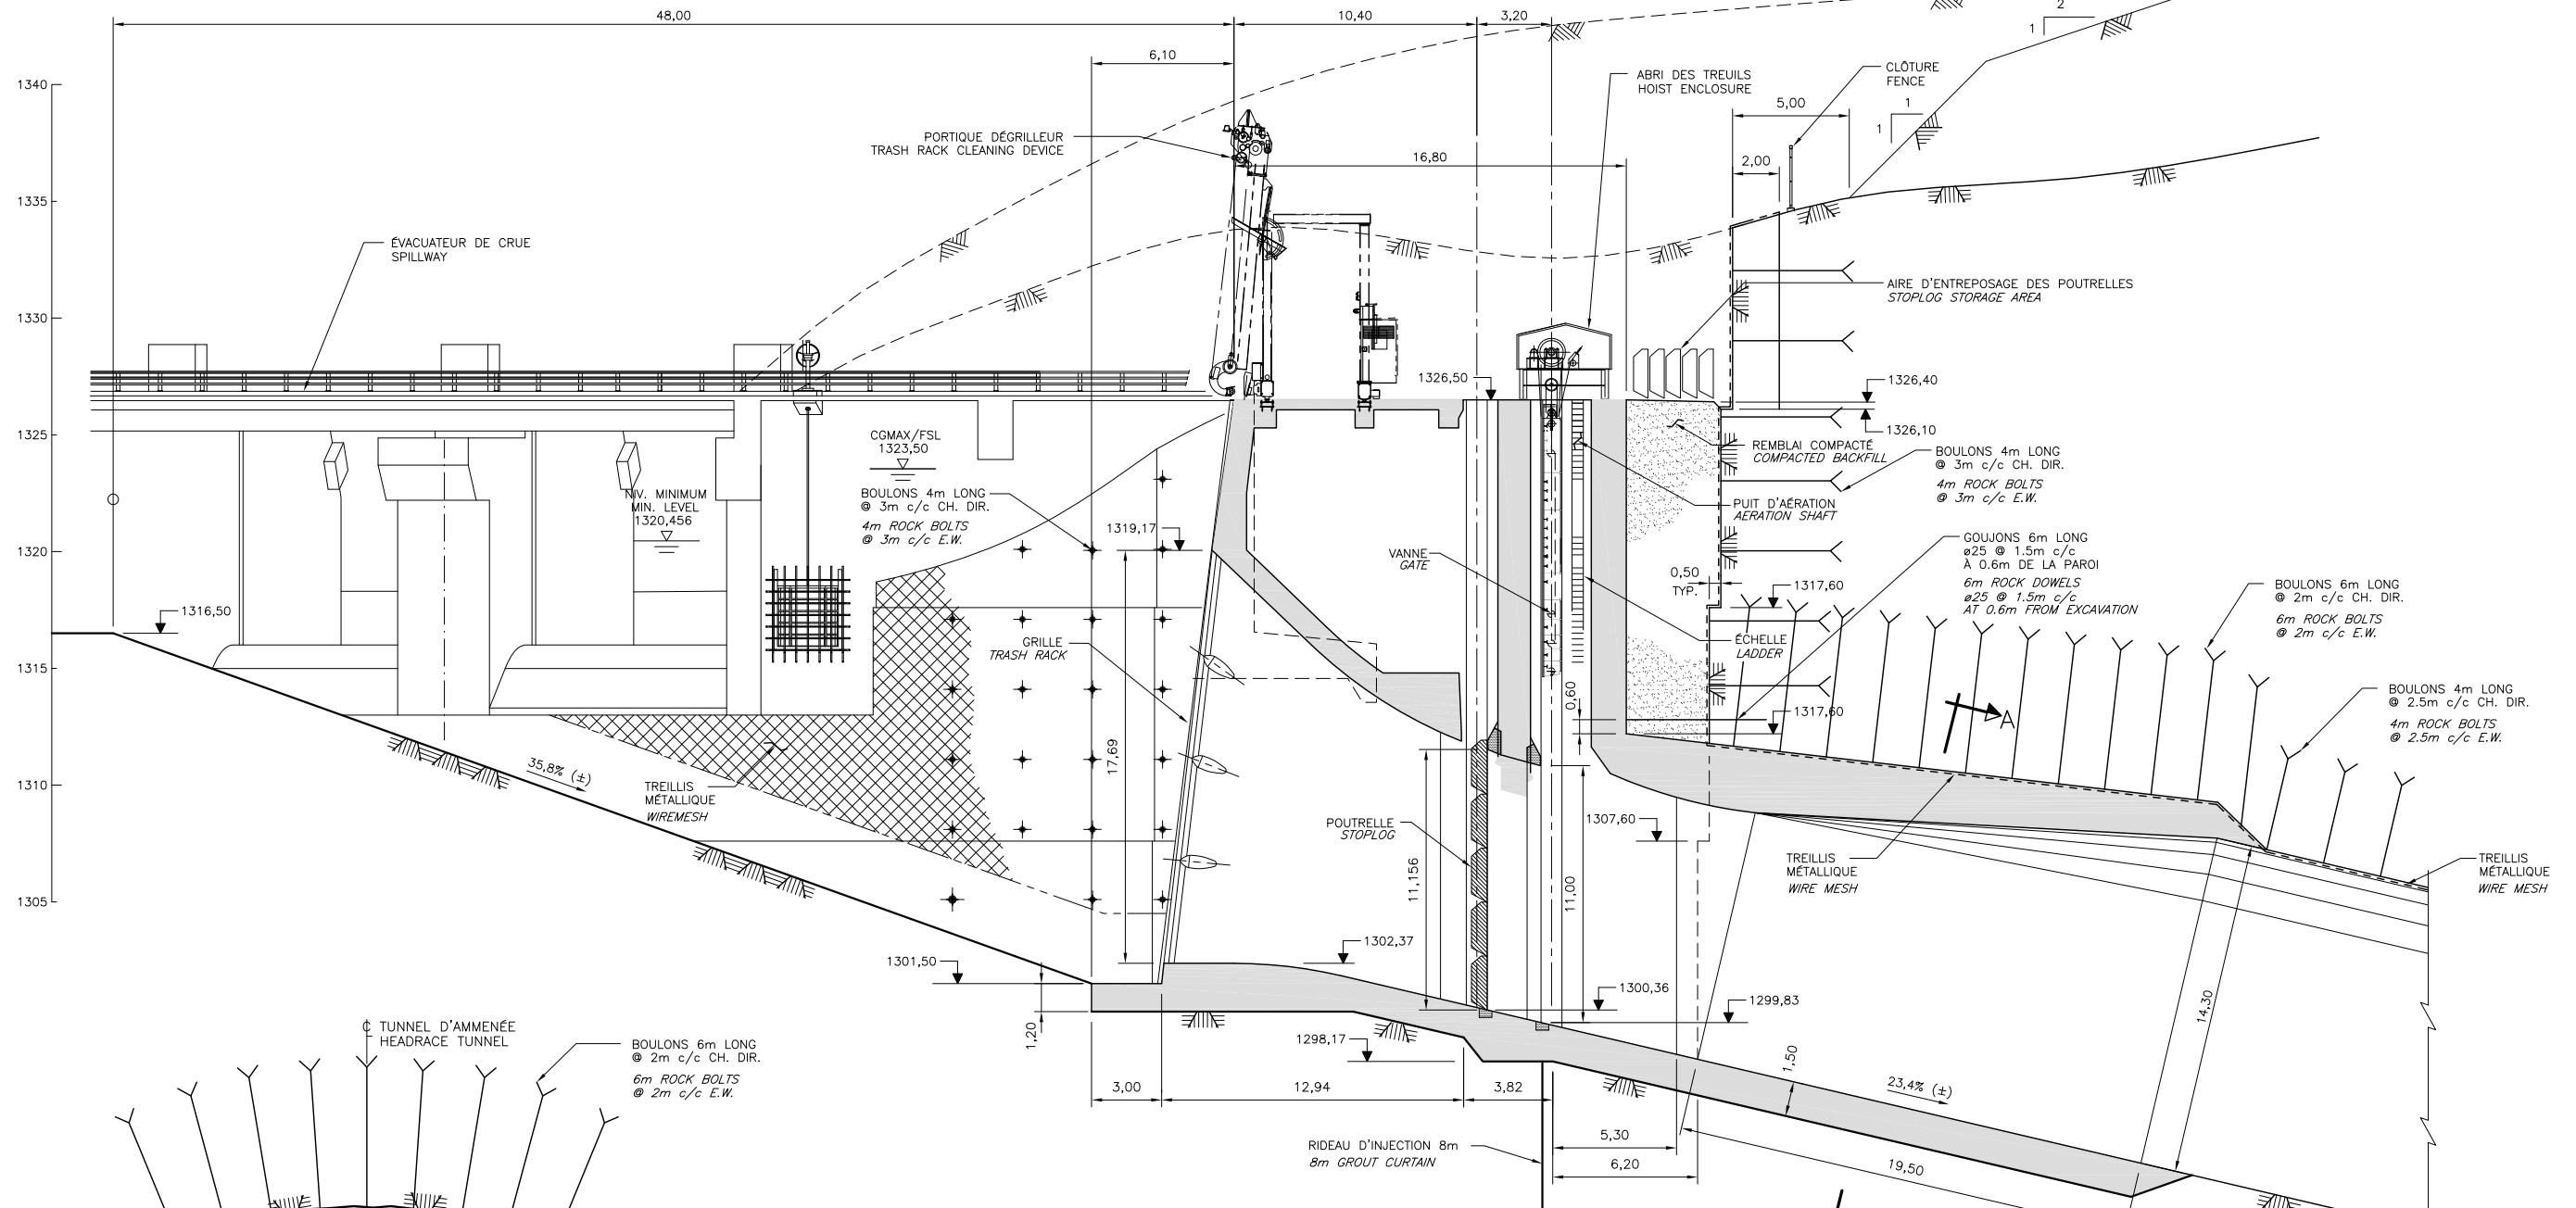 48,00
10,40
3,20
2
1
6,10
1340
ABRI DES TREUILS
HOIST ENCLOSURE
CLÔTURE
FENCE
5,00
1
1
PORTIQUE DÉGRILLEUR
TRASH RACK CLEANING DEVICE
16,80
2,00
1335
ÉVACUATEUR DE CRUE
SPILLWAY
AIRE D'ENTREPOSAGE DES POUTRELLES
STOPLOG STORAGE AREA
1330
1326,50
1326,40
1325
CGMAX/FSL
1323,50
1326,10
REMBLAI COMPACTÉ
COMPACTED BACKFILL
BOULONS 4m LONG
@ 3m c/c CH. DIR.
4m ROCK BOLTS
@ 3m c/c E.W.
NIV. MINIMUM
MIN. LEVEL
1320,456
BOULONS 4m LONG
@ 3m c/c CH. DIR.
4m ROCK BOLTS
@ 3m c/c E.W.
1319,17
PUIT D'AÉRATION
AERATION SHAFT
1320
VANNE
GATE
GOUJONS 6m LONG
ø25 @ 1.5m c/c
À 0.6m DE LA PAROI
6m ROCK DOWELS
ø25 @ 1.5m c/c
AT 0.6m FROM EXCAVATION
0,50
TYP.
1317,60
BOULONS 6m LONG
@ 2m c/c CH. DIR.
6m ROCK BOLTS
@ 2m c/c E.W.
1316,50
GRILLE
TRASH RACK
ÉCHELLE
LADDER
1315
0,60
1317,60
A
BOULONS 4m LONG
@ 2.5m c/c CH. DIR.
4m ROCK BOLTS
@ 2.5m c/c E.W.
17,69
35,8% (±)
1310
TREILLIS
MÉTALLIQUE
WIREMESH
POUTRELLE
STOPLOG
1307,60
11,156
11,00
TREILLIS
MÉTALLIQUE
WIRE MESH
TREILLIS
MÉTALLIQUE
WIRE MESH
1305
1302,37
1301,50
1300,36
1299,83
14,30
1,20
1298,17
1,50
℄ TUNNEL D'AMMENÉE
HEADRACE TUNNEL
BOULONS 6m LONG
@ 2m c/c CH. DIR.
6m ROCK BOLTS
@ 2m c/c E.W.
3,00
12,94
3,82
23,4% (±)
RIDEAU D'INJECTION 8m
8m GROUT CURTAIN
5,30
6,20
19,50